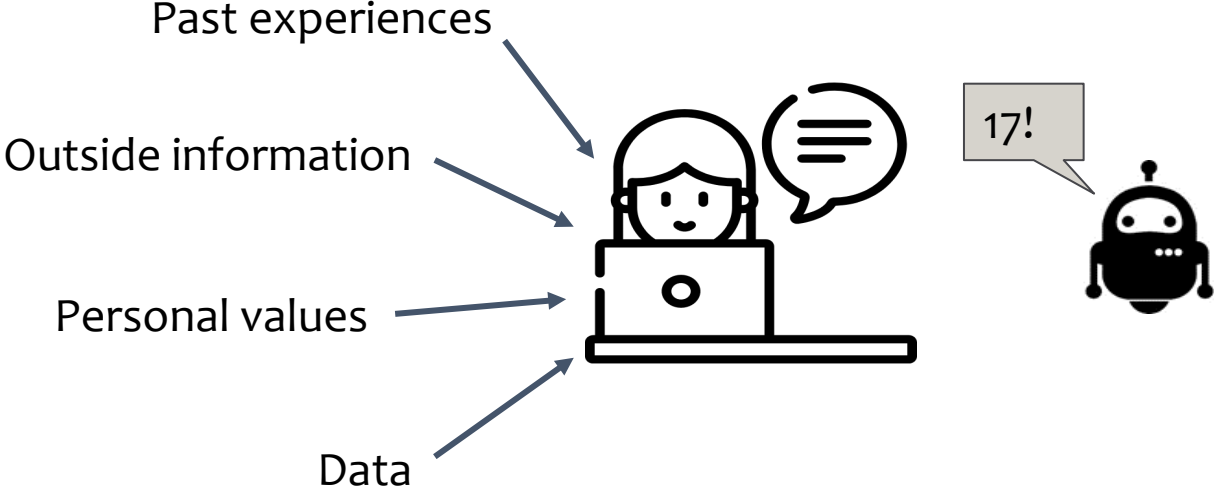 Past experiences
Outside information
Personal values
Data
17!